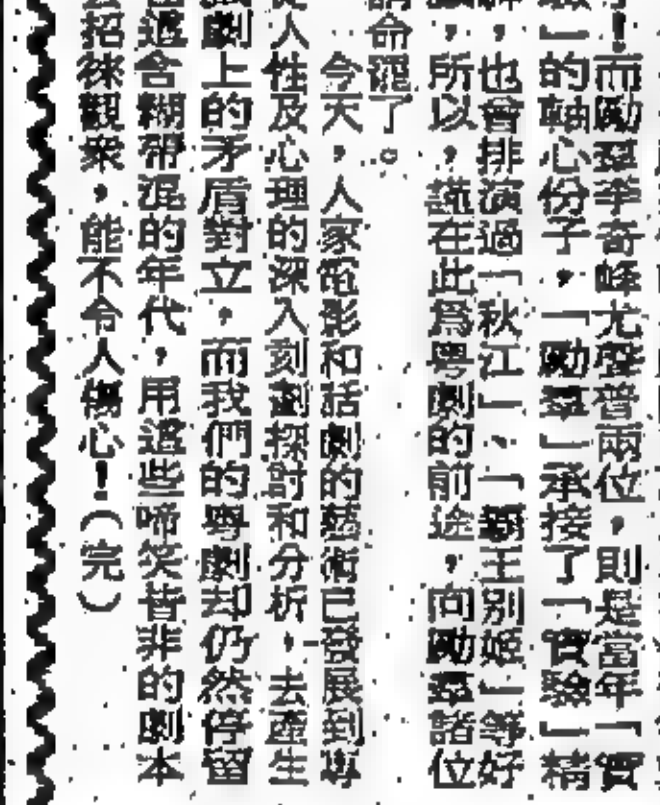 ！而勵羣李奇峰尤聲普兩位，則是當年「實
」的軸心份子，「勵羣」承接了「實驗」精
，也曾排演過「秋江」、「霸王别姬」等好
，所以，謹在此爲粤劇的前途，向勵羣諸位
命罷了。
今天，人家電影和話劇的藝術已發展到專
人性及心理的深入刻劃探討和分析，去產生
劇上的矛盾對立，而我們的粤劇却仍然停留
含糊帮混的年代，用這些啼笑皆非的劇本
招徠觀衆，能不令人傷心！（完）